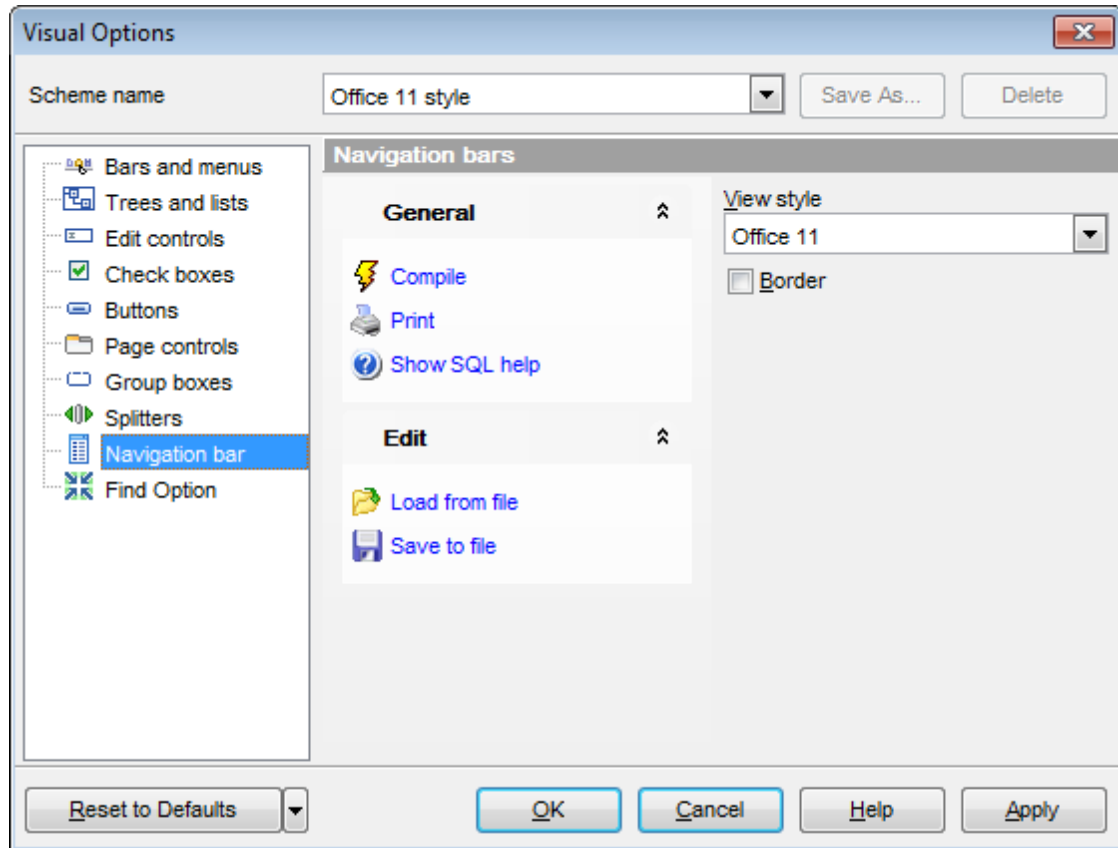 Visual Options
Scheme name
Office 11 style
Save As...
Delete
Bars and menus
Trees and lists
Edit controls
Check boxes
Buttons
Page controls
Group boxes
Splitters
Navigation bar
Find Option
Navigation bars
General
Compile
Print
Show SQL help
Edit
Load from file
Save to file
View style
Office 11
Border
Reset to Defaults
OK
Cancel
Help
Apply